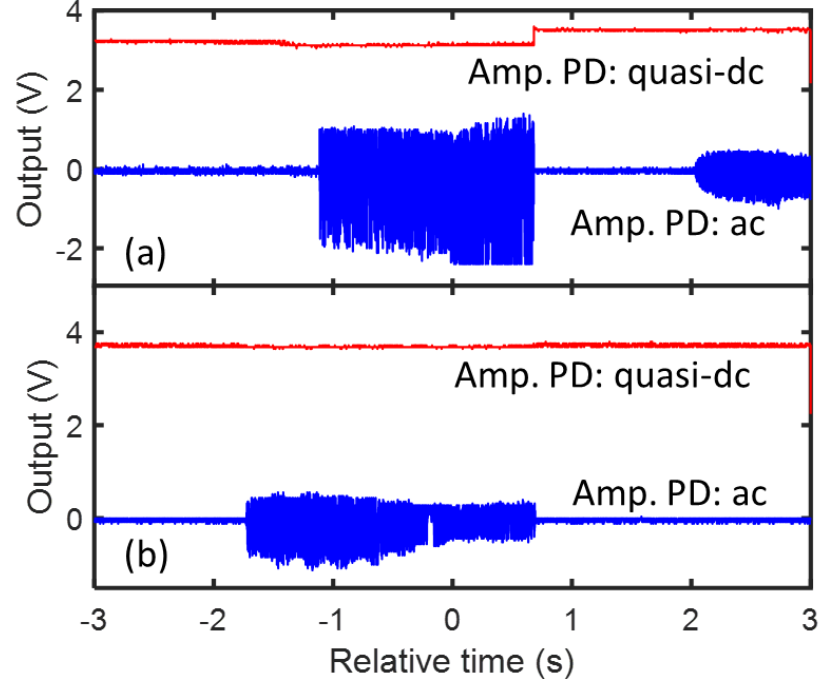 4
Amp. PD: quasi-dc
2
Output (V)
0
Amp. PD: ac
-2
(a)
4
Amp. PD: quasi-dc
2
Output (V)
Amp. PD: ac
0
(b)
-3 -2 -1 0 1 2 3
Relative time (s)